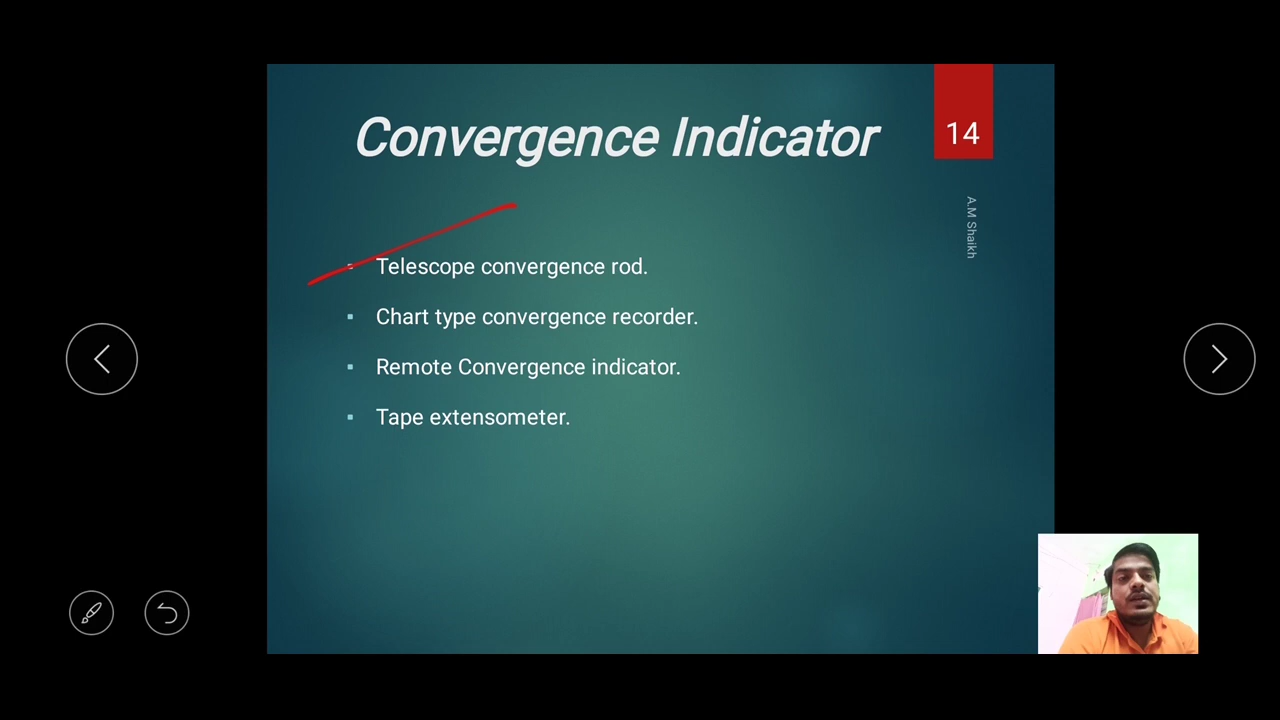 Convergence Indicator
14
A.M Shaikh
Telescope convergence rod.
Chart type convergence recorder.
Remote Convergence indicator.
Tape extensometer.